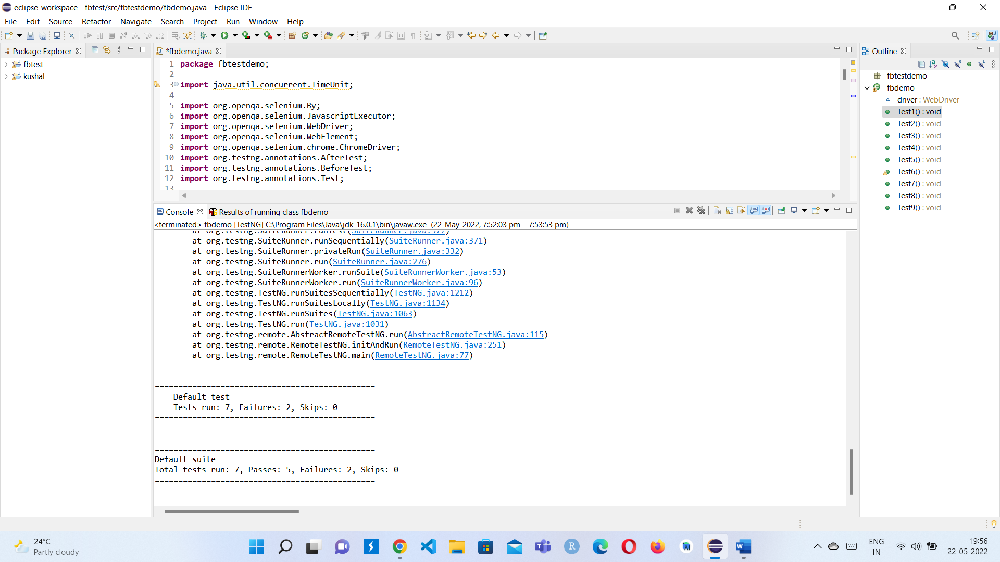 eclipse-workspace - fbtest/src/fbtestdemo/fbdemo.java - Eclipse IDE
File Edit Source Refactor Navigate Search Project Run Window Help
Package Explorer
fbtest
kushal
*fbdemo.java
1 package fbtestdemo;
2
3 import java.util.concurrent.TimeUnit;
4
5 import org.openqa.selenium.By;
6 import org.openqa.selenium.JavascriptExecutor;
7 import org.openqa.selenium.WebDriver;
8 import org.openqa.selenium.WebElement;
9 import org.openqa.selenium.chrome.ChromeDriver;
10 import org.testng.annotations.AfterTest;
11 import org.testng.annotations.BeforeTest;
12 import org.testng.annotations.Test;
13
Console Results of running class fbdemo
<terminated> fbdemo [TestNG] C:\Program Files\Java\jdk-16.0.1\bin\javaw.exe (22-May-2022, 7:52:03 pm – 7:53:53 pm)
at org.testng.SuiteRunner.runTest(SuiteRunner.java:377)
at org.testng.SuiteRunner.runSequentially(SuiteRunner.java:371)
at org.testng.SuiteRunner.privateRun(SuiteRunner.java:332)
at org.testng.SuiteRunner.run(SuiteRunner.java:276)
at org.testng.SuiteRunnerWorker.runSuite(SuiteRunnerWorker.java:53)
at org.testng.SuiteRunnerWorker.run(SuiteRunnerWorker.java:96)
at org.testng.TestNG.runSuitesSequentially(TestNG.java:1212)
at org.testng.TestNG.runSuitesLocally(TestNG.java:1134)
at org.testng.TestNG.runSuites(TestNG.java:1063)
at org.testng.TestNG.run(TestNG.java:1031)
at org.testng.remote.AbstractRemoteTestNG.run(AbstractRemoteTestNG.java:115)
at org.testng.remote.RemoteTestNG.initAndRun(RemoteTestNG.java:251)
at org.testng.remote.RemoteTestNG.main(RemoteTestNG.java:77)
===============================================
Default test
Tests run: 7, Failures: 2, Skips: 0
===============================================
===============================================
Default suite
Total tests run: 7, Passes: 5, Failures: 2, Skips: 0
===============================================
Outline
fbtestdemo
fbdemo
driver : WebDriver
Test1() : void
Test2() : void
Test3() : void
Test4() : void
Test5() : void
Test6() : void
Test7() : void
Test8() : void
Test9() : void
24°C
Partly cloudy
ENG
IN
19:56
22-05-2022